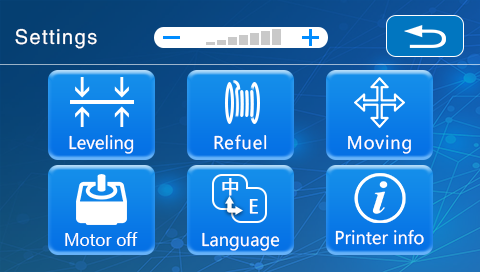 Settings
Leveling
Refuel
Moving
Motor off
中
E
Language
Printer info